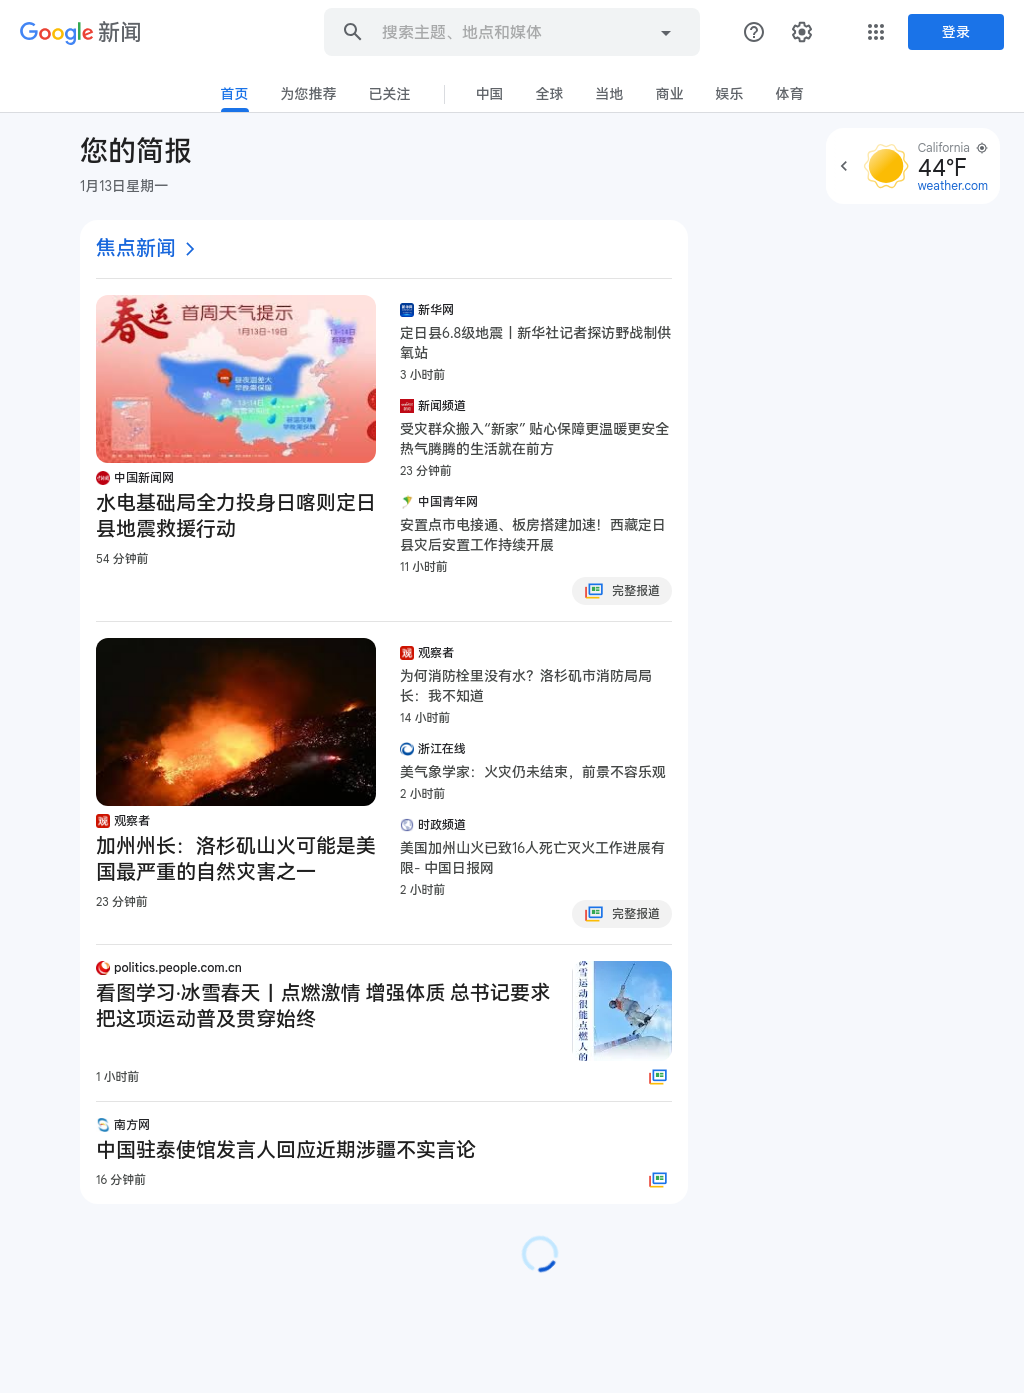 Google 新闻
搜索主题、地点和媒体
登录
首页
为您推荐
已关注
中国
全球
当地
商业
娱乐
体育
您的简报
1月13日星期一
California
44°F
weather.com
焦点新闻
春运
首周天气提示
1月13日-19日
中国新闻网
水电基础局全力投身日喀则定日
县地震救援行动
54 分钟前
新华网
定日县6.8级地震丨新华社记者探访野战制供
氧站
3 小时前
新闻频道
受灾群众搬入“新家” 贴心保障更温暖更安全
热气腾腾的生活就在前方
23 分钟前
中国青年网
安置点市电接通、板房搭建加速！西藏定日
县灾后安置工作持续开展
11 小时前
完整报道
观察者
加州州长：洛杉矶山火可能是美
国最严重的自然灾害之一
23 分钟前
观察者
为何消防栓里没有水？洛杉矶市消防局局
长：我不知道
14 小时前
浙江在线
美气象学家：火灾仍未结束，前景不容乐观
2 小时前
时政频道
美国加州山火已致16人死亡灭火工作进展有
限- 中国日报网
2 小时前
完整报道
politics.people.com.cn
看图学习·冰雪春天丨点燃激情 增强体质 总书记要求
把这项运动普及贯穿始终
冰雪运动很能点燃人的
1 小时前
南方网
中国驻泰使馆发言人回应近期涉疆不实言论
16 分钟前